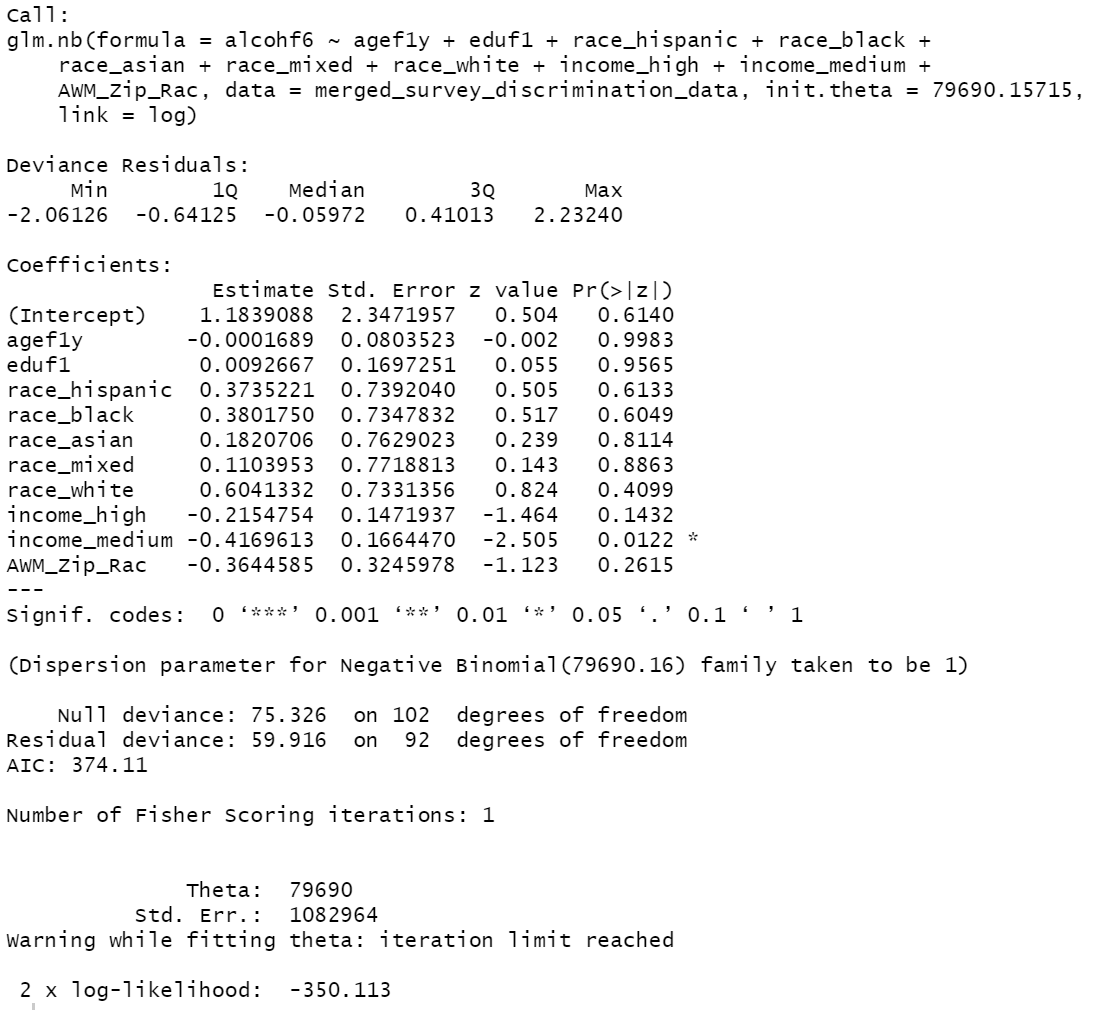 Call:
glm.nb(formula = alcohf6 ~ agef1y + eduf1 + race_hispanic + race_black +
    race_asian + race_mixed + race_white + income_high + income_medium +
    AWM_Zip_Rac, data = merged_survey_discrimination_data, init.theta = 79690.15715,
    link = log)
Deviance Residuals:
     Min        1Q    Median        3Q       Max
-2.06126  -0.64125  -0.05972   0.41013   2.23240
Coefficients:
                Estimate Std. Error z value Pr(>|z|)
(Intercept)    1.1839088  2.3471957   0.504   0.6140
agef1y        -0.0001689  0.0803523  -0.002   0.9983
eduf1          0.0092667  0.1697251   0.055   0.9565
race_hispanic  0.3735221  0.7392040   0.505   0.6133
race_black     0.3801750  0.7347832   0.517   0.6049
race_asian     0.1820706  0.7629023   0.239   0.8114
race_mixed     0.1103953  0.7718813   0.143   0.8863
race_white     0.6041332  0.7331356   0.824   0.4099
income_high   -0.2154754  0.1471937  -1.464   0.1432
income_medium -0.4169613  0.1664470  -2.505   0.0122 *
AWM_Zip_Rac   -0.3644585  0.3245978  -1.123   0.2615
---
Signif. codes:  0 ‘***’ 0.001 ‘**’ 0.01 ‘*’ 0.05 ‘.’ 0.1 ‘ ’ 1
(Dispersion parameter for Negative Binomial(79690.16) family taken to be 1)
    Null deviance: 75.326  on 102  degrees of freedom
Residual deviance: 59.916  on  92  degrees of freedom
AIC: 374.11
Number of Fisher Scoring iterations: 1
              Theta:  79690
          Std. Err.:  1082964
Warning while fitting theta: iteration limit reached
 2 x log-likelihood:  -350.113